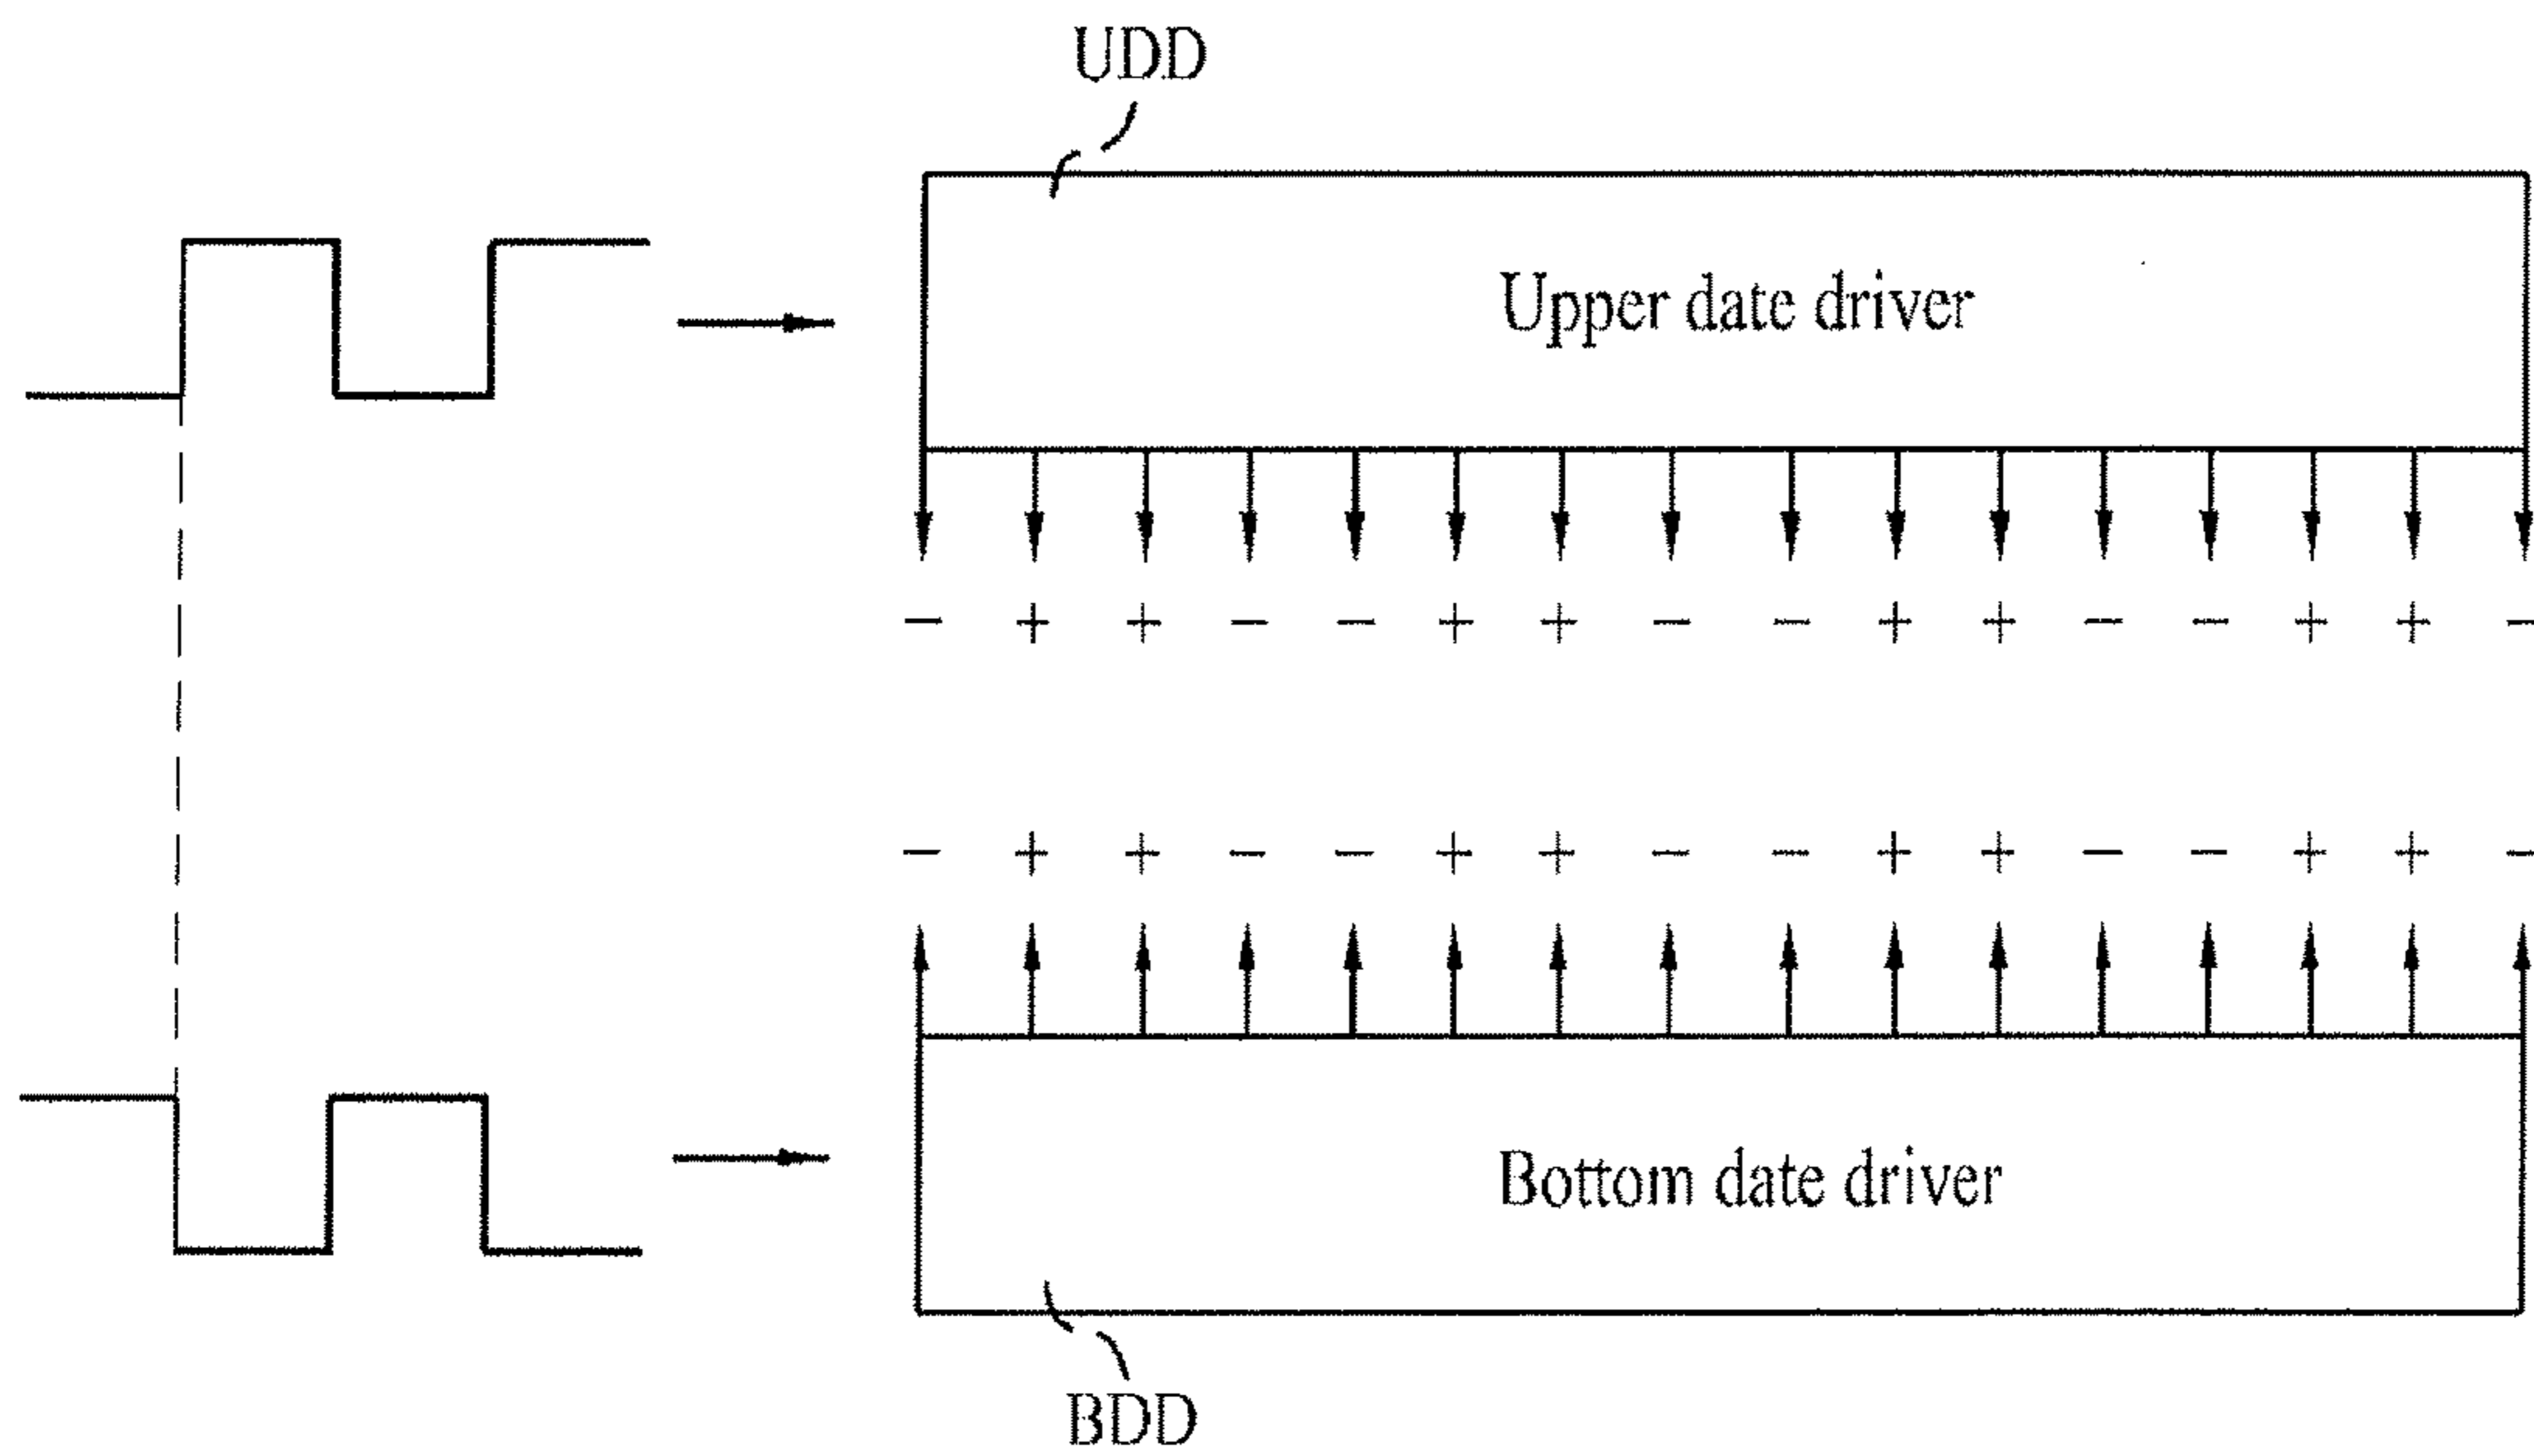 UDD
Upper date driver
− + + − − + + − − + + − − + + −
− + + − − + + − − + + − − + + −
Bottom date driver
BDD